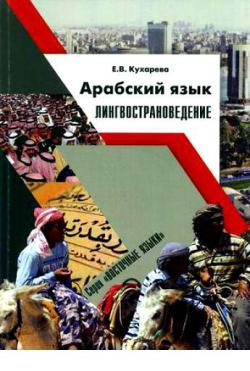 Е.В. Кухарева
Арабский язык
ЛИНГВОСТРАНОВЕДЕНИЕ
Серия «ВОСТОЧНЫЕ ЯЗЫКИ»